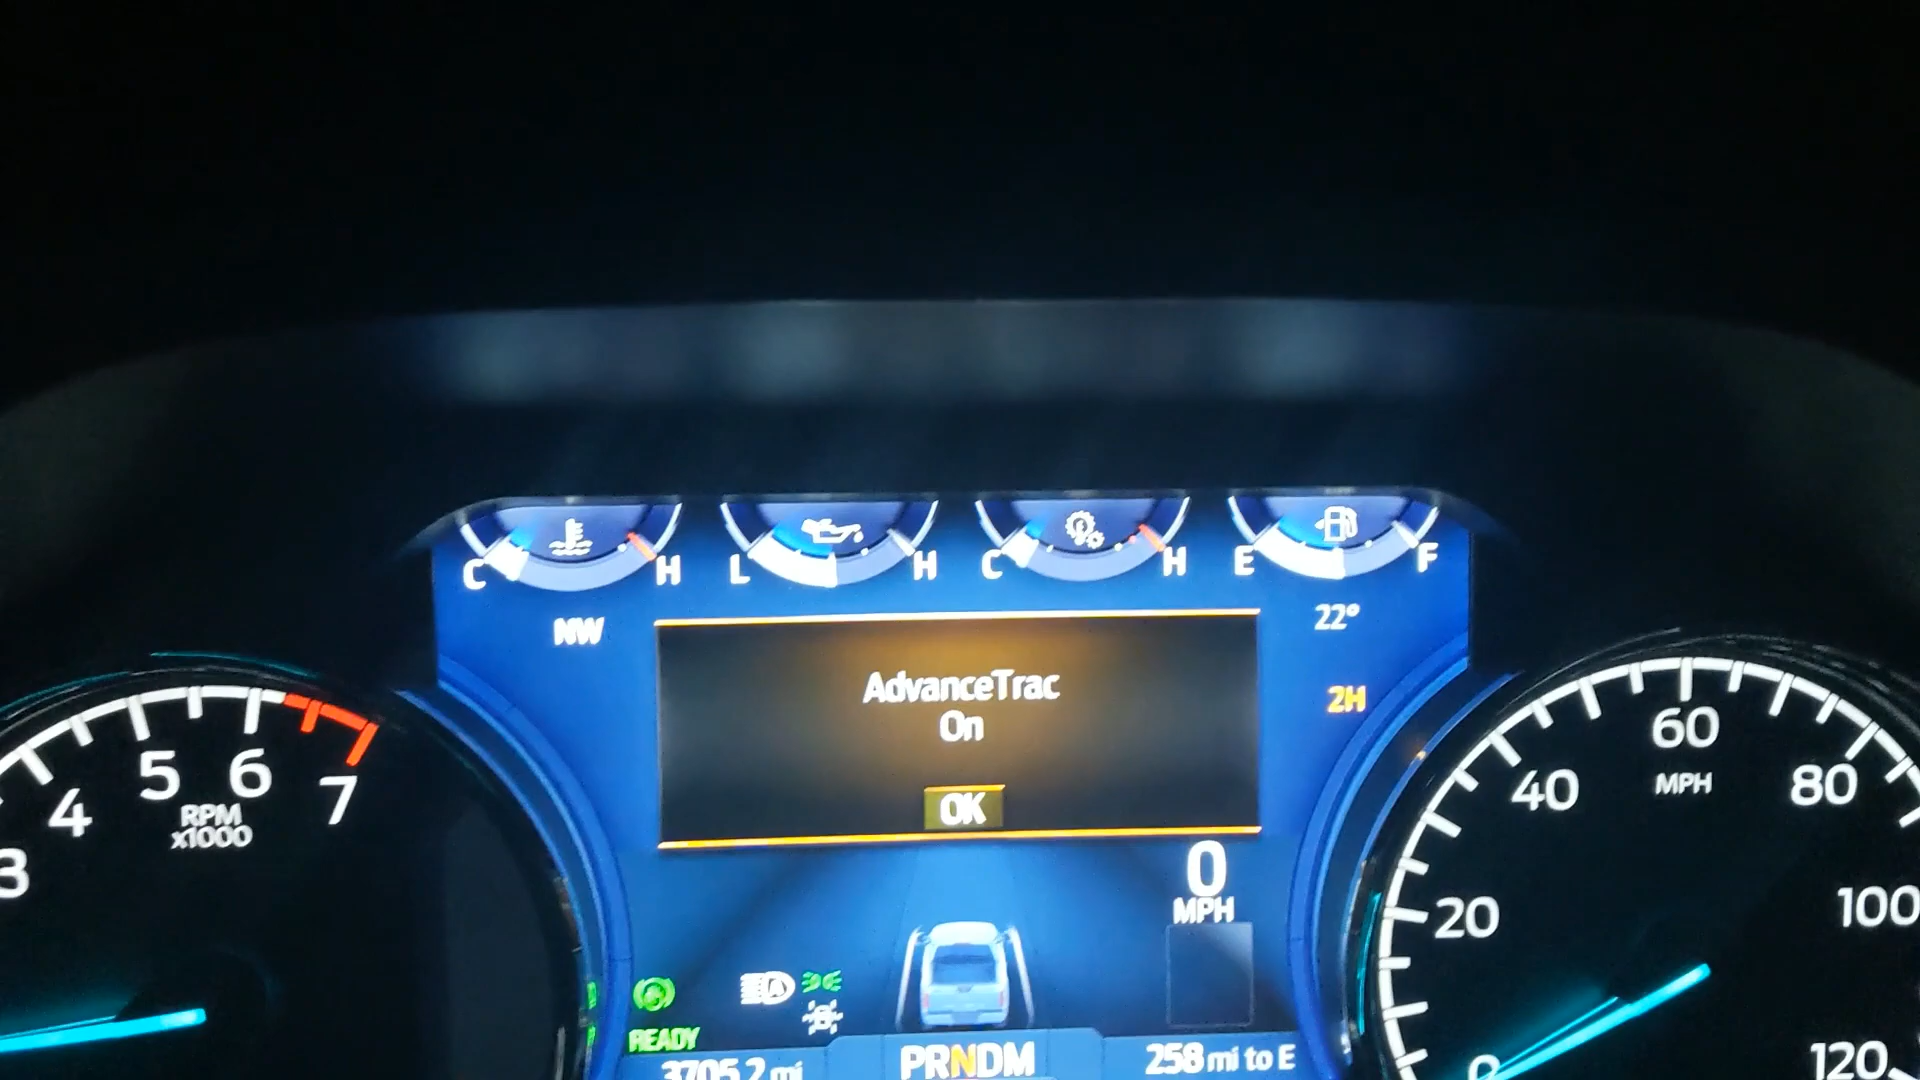 C H
L H
C H
E F
NW
22°
AdvanceTrac
On
2H
OK
3
4
5
6
7
RPM
x1000
0
MPH
0
20
40
60
80
100
120
MPH
READY
3705.2 mi
PRNDM
258 mi to E